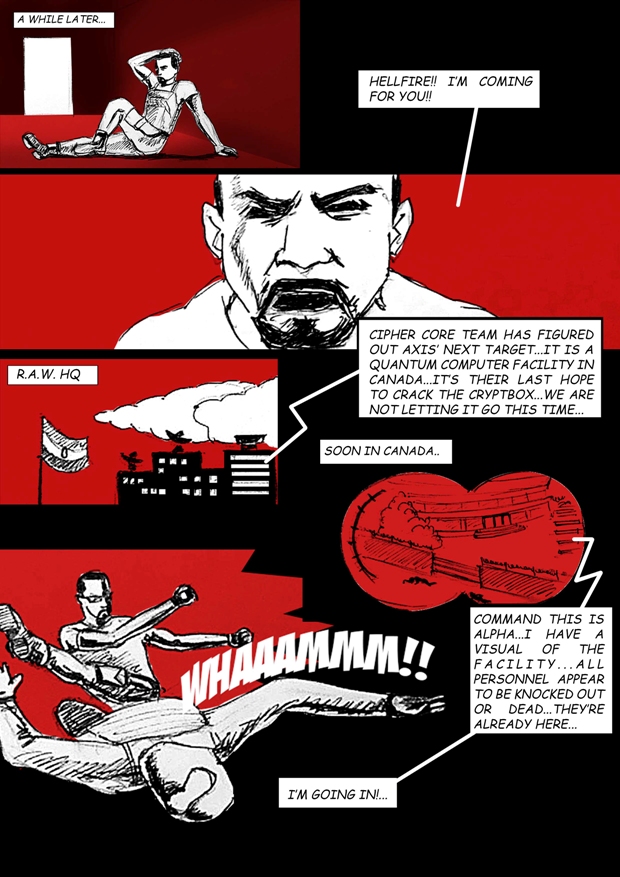 A WHILE LATER...
HELLFIRE!! I'M COMING
FOR YOU!!
CIPHER CORE TEAM HAS FIGURED
OUT AXIS' NEXT TARGET...IT IS A
QUANTUM COMPUTER FACILITY IN
CANADA...IT'S THEIR LAST HOPE
TO CRACK THE CRYPTBOX...WE ARE
NOT LETTING IT GO THIS TIME...
R.A.W. HQ
SOON IN CANADA..
COMMAND THIS IS
ALPHA...I HAVE A
VISUAL OF THE
FACILITY...ALL
PERSONNEL APPEAR
TO BE KNOCKED OUT
OR DEAD...THEY'RE
ALREADY HERE...
WHAAAMMM!!
I'M GOING IN!...